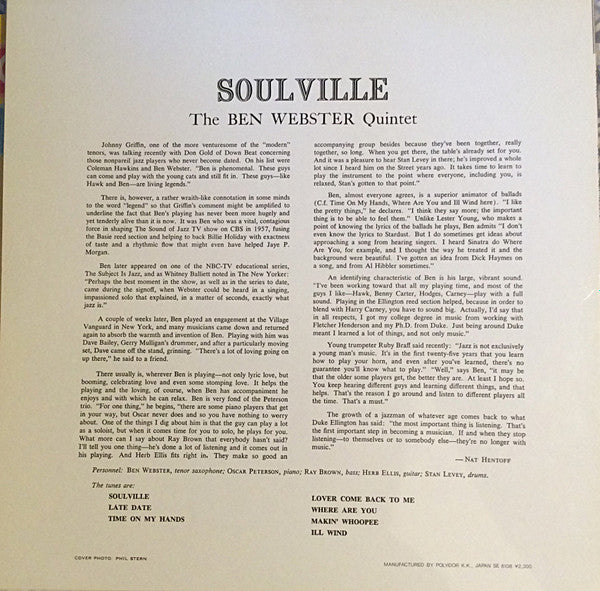 SOULVILLE
The BEN WEBSTER Quintet
Johnny Griffin, one of the more venturesome of the "modern"
tenors, was talking recently with Don Gold of Down Beat concerning
those nonpareil jazz players who never become dated. On his list were
Coleman Hawkins and Ben Webster. "Ben is phenomenal. These guys
can come and play with the young cats and still fit in. These guys—like
Hawk and Ben—are living legends."
There is, however, a rather wraith-like connotation in some minds
to the word "legend" so that Griffin's comment might be amplified to
underline the fact that Ben's playing has never been more hugely and
yet tenderly alive than it is now. It was Ben who was a vital, contagious
force in shaping The Sound of Jazz TV show on CBS in 1957, fusing
the Basie reed section and helping to back Billie Holiday with exactness
of taste and a rhythmic flow that might even have helped Jaye P.
Morgan.
Ben later appeared on one of the NBC-TV educational series,
The Subject Is Jazz, and as Whitney Balliett noted in The New Yorker:
"Perhaps the best moment in the show, as well as in the series to date,
came during the signoff, when Webster could be heard in a singing,
impassioned solo that explained, in a matter of seconds, exactly what
jazz is."
A couple of weeks later, Ben played an engagement at the Village
Vanguard in New York, and many musicians came down and returned
again to absorb the warmth and invention of Ben. Playing with him was
Dave Bailey, Gerry Mulligan's drummer, and after a particularly moving
set, Dave came off the stand, grinning. "There's a lot of loving going on
up there," he said to a friend.
There usually is, wherever Ben is playing—not only lyric love, but
booming, celebrating love and even some stomping love. It helps the
playing and the loving, of course, when Ben has accompaniment he
enjoys and with which he can relax. Ben is very fond of the Peterson
trio. "For one thing," he begins, "there are some piano players that get
in your way, but Oscar never does and so you have nothing to worry
about. One of the things I dig about him is that the guy can play a lot
as a soloist, but when it comes time for you to solo, he plays for you.
What more can I say about Ray Brown that everybody hasn't said?
I'll tell you one thing—he's done a lot of listening and it comes out in
his playing. And Herb Ellis fits right in. They make so good an
accompanying group besides because they've been together, really
together, so long. When you get there, the table's already set for you.
And it was a pleasure to hear Stan Levey in there; he's improved a whole
lot since I heard him on the Street years ago. It takes time to learn to
play the instrument to the point where everyone, including you, is
relaxed, Stan's gotten to that point."
Ben, almost everyone agrees, is a superior animator of ballads
(C.f. Time On My Hands, Where Are You and Ill Wind here). "I like
the pretty things," he declares. "I think they say more; the important
thing is to be able to feel them." Unlike Lester Young, who makes a
point of knowing the lyrics of the ballads he plays, Ben admits "I don't
even know the lyrics to Stardust. But I do sometimes get ideas about
approaching a song from hearing singers. I heard Sinatra do Where
Are You, for example, and I thought the way he treated it and the
background were beautiful. I've gotten an idea from Dick Haymes on
a song, and from Al Hibbler sometimes."
An identifying characteristic of Ben is his large, vibrant sound.
"I've been working toward that all my playing time, and most of the
guys I like—Hawk, Benny Carter, Hodges, Carney—play with a full
sound. Playing in the Ellington reed section helped, because in order to
blend with Harry Carney, you have to sound big. Actually, I'd say that
in all respects, I got my college degree in music from working with
Fletcher Henderson and my Ph.D. from Duke. Just being around Duke
meant I learned a lot of things, and not only music."
Young trumpeter Ruby Braff said recently: "Jazz is not exclusively
a young man's music. It's in the first twenty-five years that you learn
how to play your horn, and even after you've learned, there's no
guarantee you'll know what to play." "Well," says Ben, "it may be
that the older some players get, the better they are. At least I hope so.
You keep hearing different guys and learning different things, and that
helps. That's the reason I go around and listen to different players all
the time. That's a must."
The growth of a jazzman of whatever age comes back to what
Duke Ellington has said: "the most important thing is listening. That's
the first important step in becoming a musician. If and when they stop
listening—to themselves or to somebody else—they're no longer with
music."
— NAT HENTOFF
Personnel: BEN WEBSTER, tenor saxophone; OSCAR PETERSON, piano; RAY BROWN, bass; HERB ELLIS, guitar; STAN LEVEY, drums.
The tunes are:
SOULVILLE
LATE DATE
TIME ON MY HANDS
LOVER COME BACK TO ME
WHERE ARE YOU
MAKIN' WHOOPEE
ILL WIND
COVER PHOTO: PHIL STERN
MANUFACTURED BY POLYDOR K.K., JAPAN SE 8108 ¥2,300